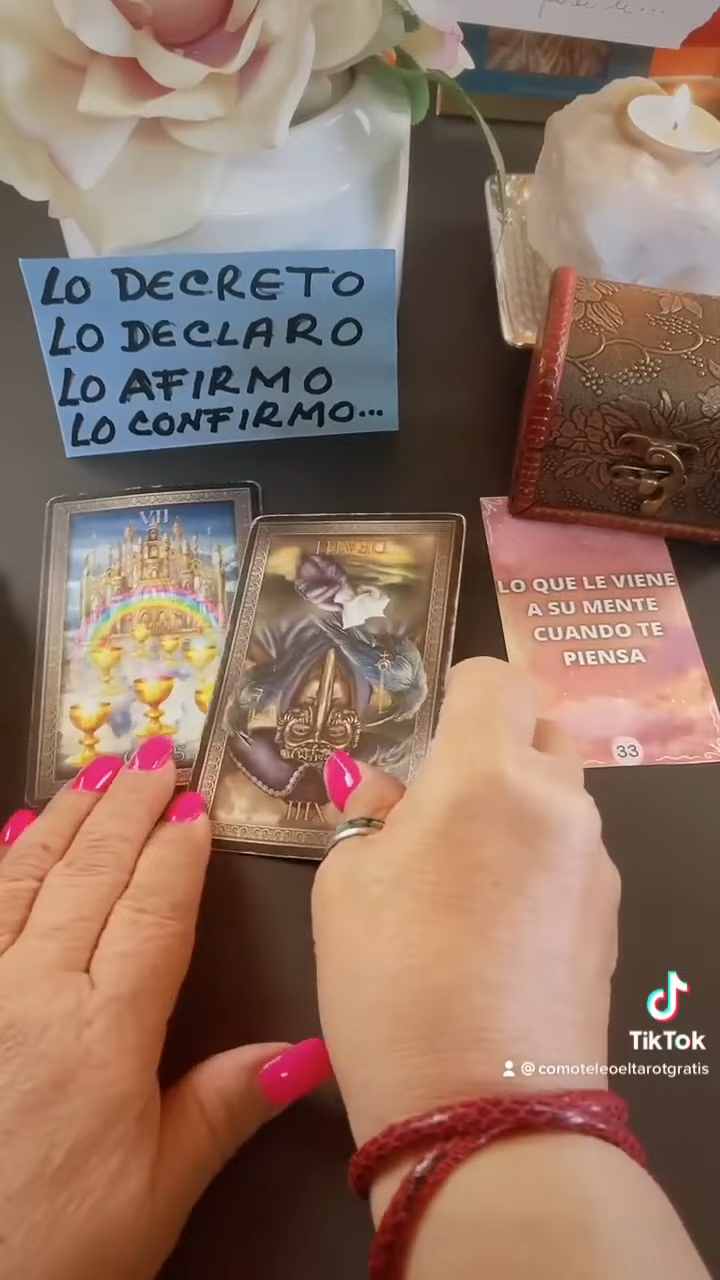 LO DECRETO
LO DECLARO
LO AFIRMO
LO CONFIRMO...
VII
DEATH
XIII
LO QUE LE VIENE
A SU MENTE
CUANDO TE
PIENSA
33
TikTok
@comoteleoeltarotgratis